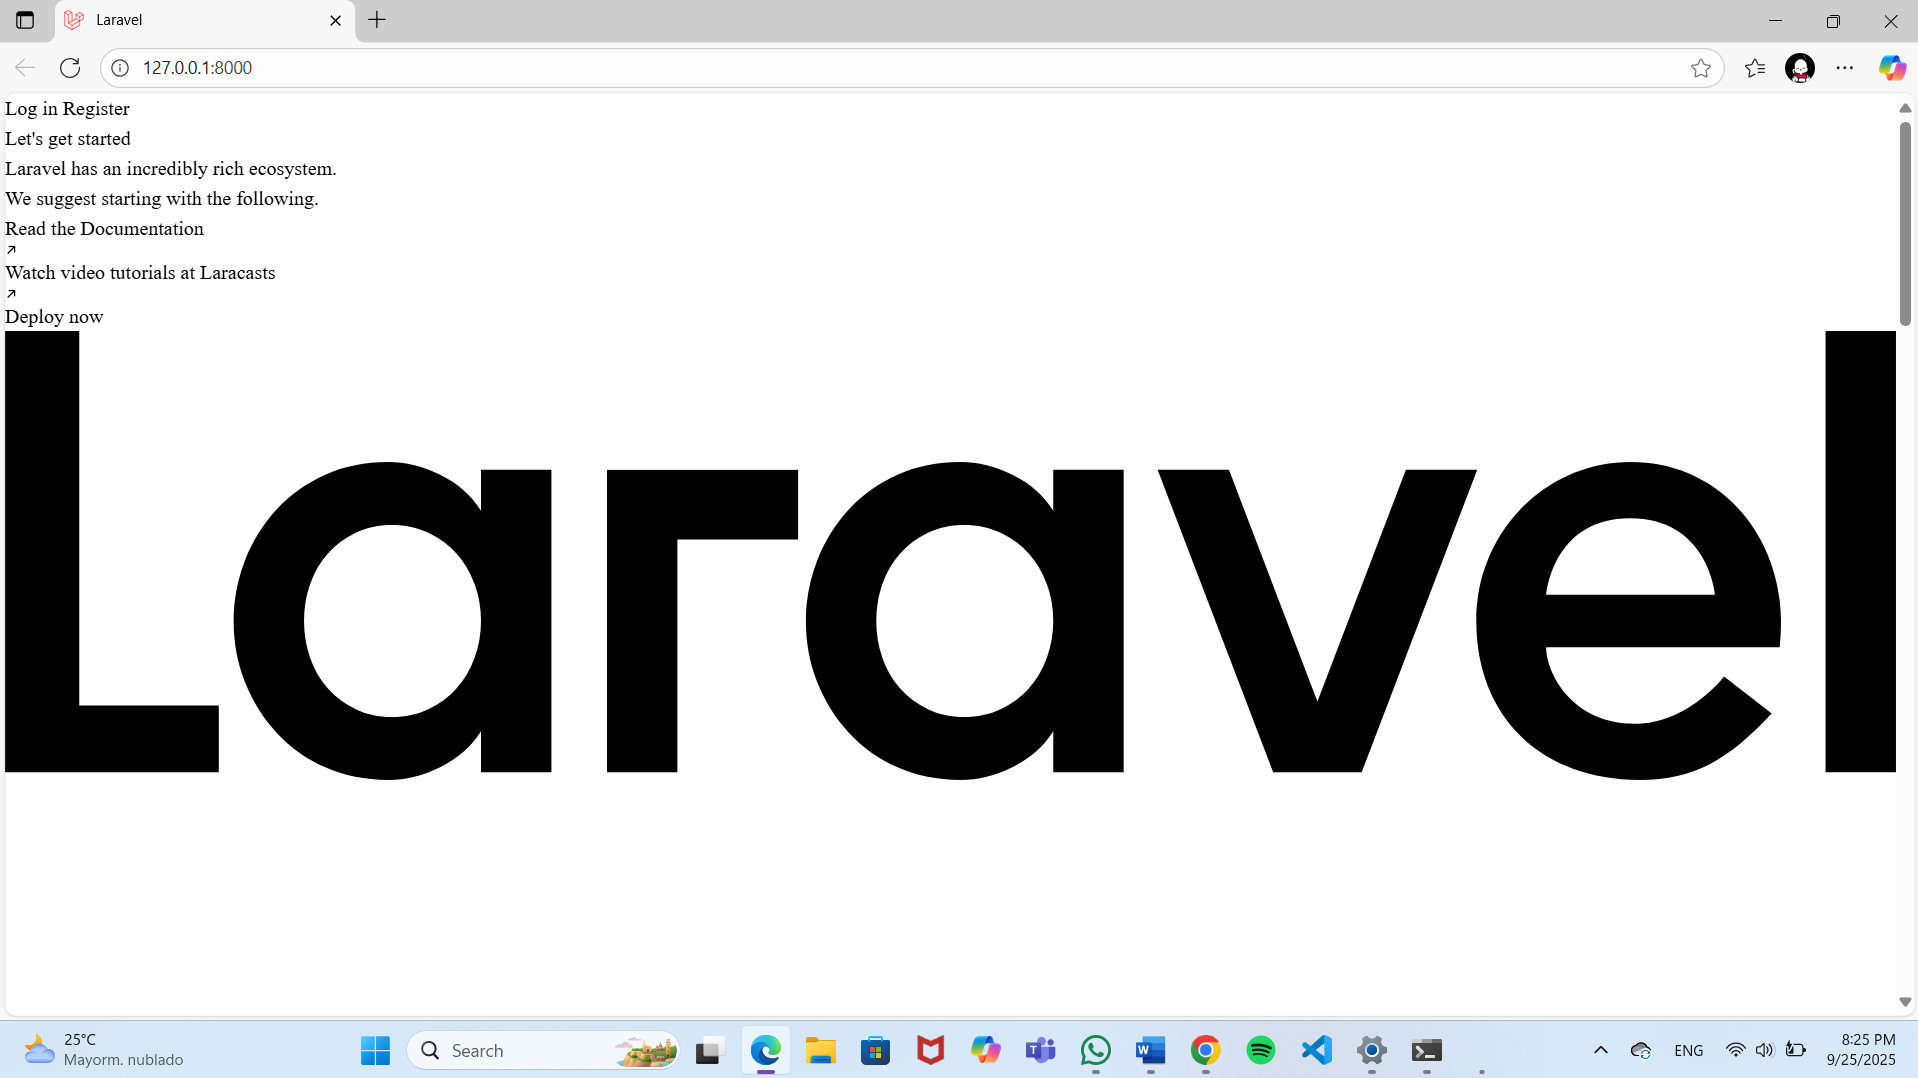 Laravel
127.0.0.1:8000
Log in Register
Let's get started
Laravel has an incredibly rich ecosystem.
We suggest starting with the following.
Read the Documentation
Watch video tutorials at Laracasts
Deploy now
Laravel
25°C
Mayorm. nublado
Search
ENG
8:25 PM
9/25/2025